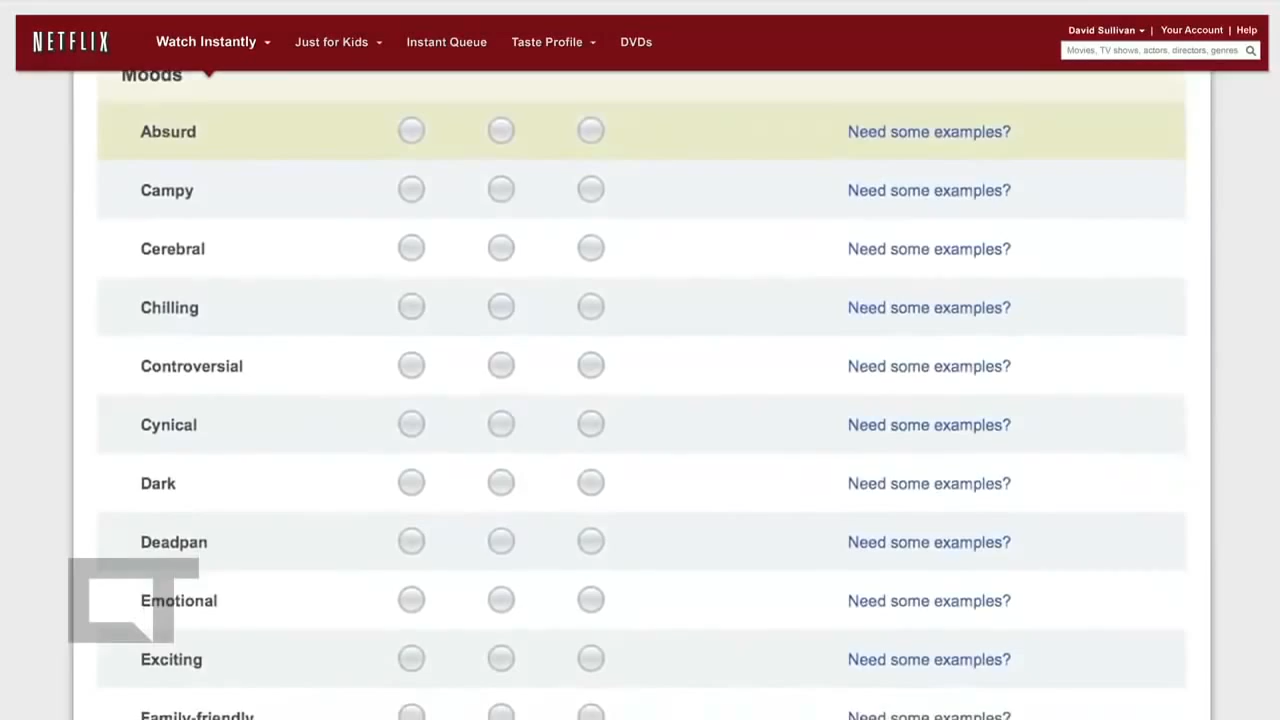 NETFLIX Watch Instantly Just for Kids Instant Queue Taste Profile DVDs
David Sullivan | Your Account | Help
Movies, TV shows, actors, directors, genres
Moods
Absurd Need some examples?
Campy Need some examples?
Cerebral Need some examples?
Chilling Need some examples?
Controversial Need some examples?
Cynical Need some examples?
Dark Need some examples?
Deadpan Need some examples?
Emotional Need some examples?
Exciting Need some examples?
Family-friendly Need some examples?